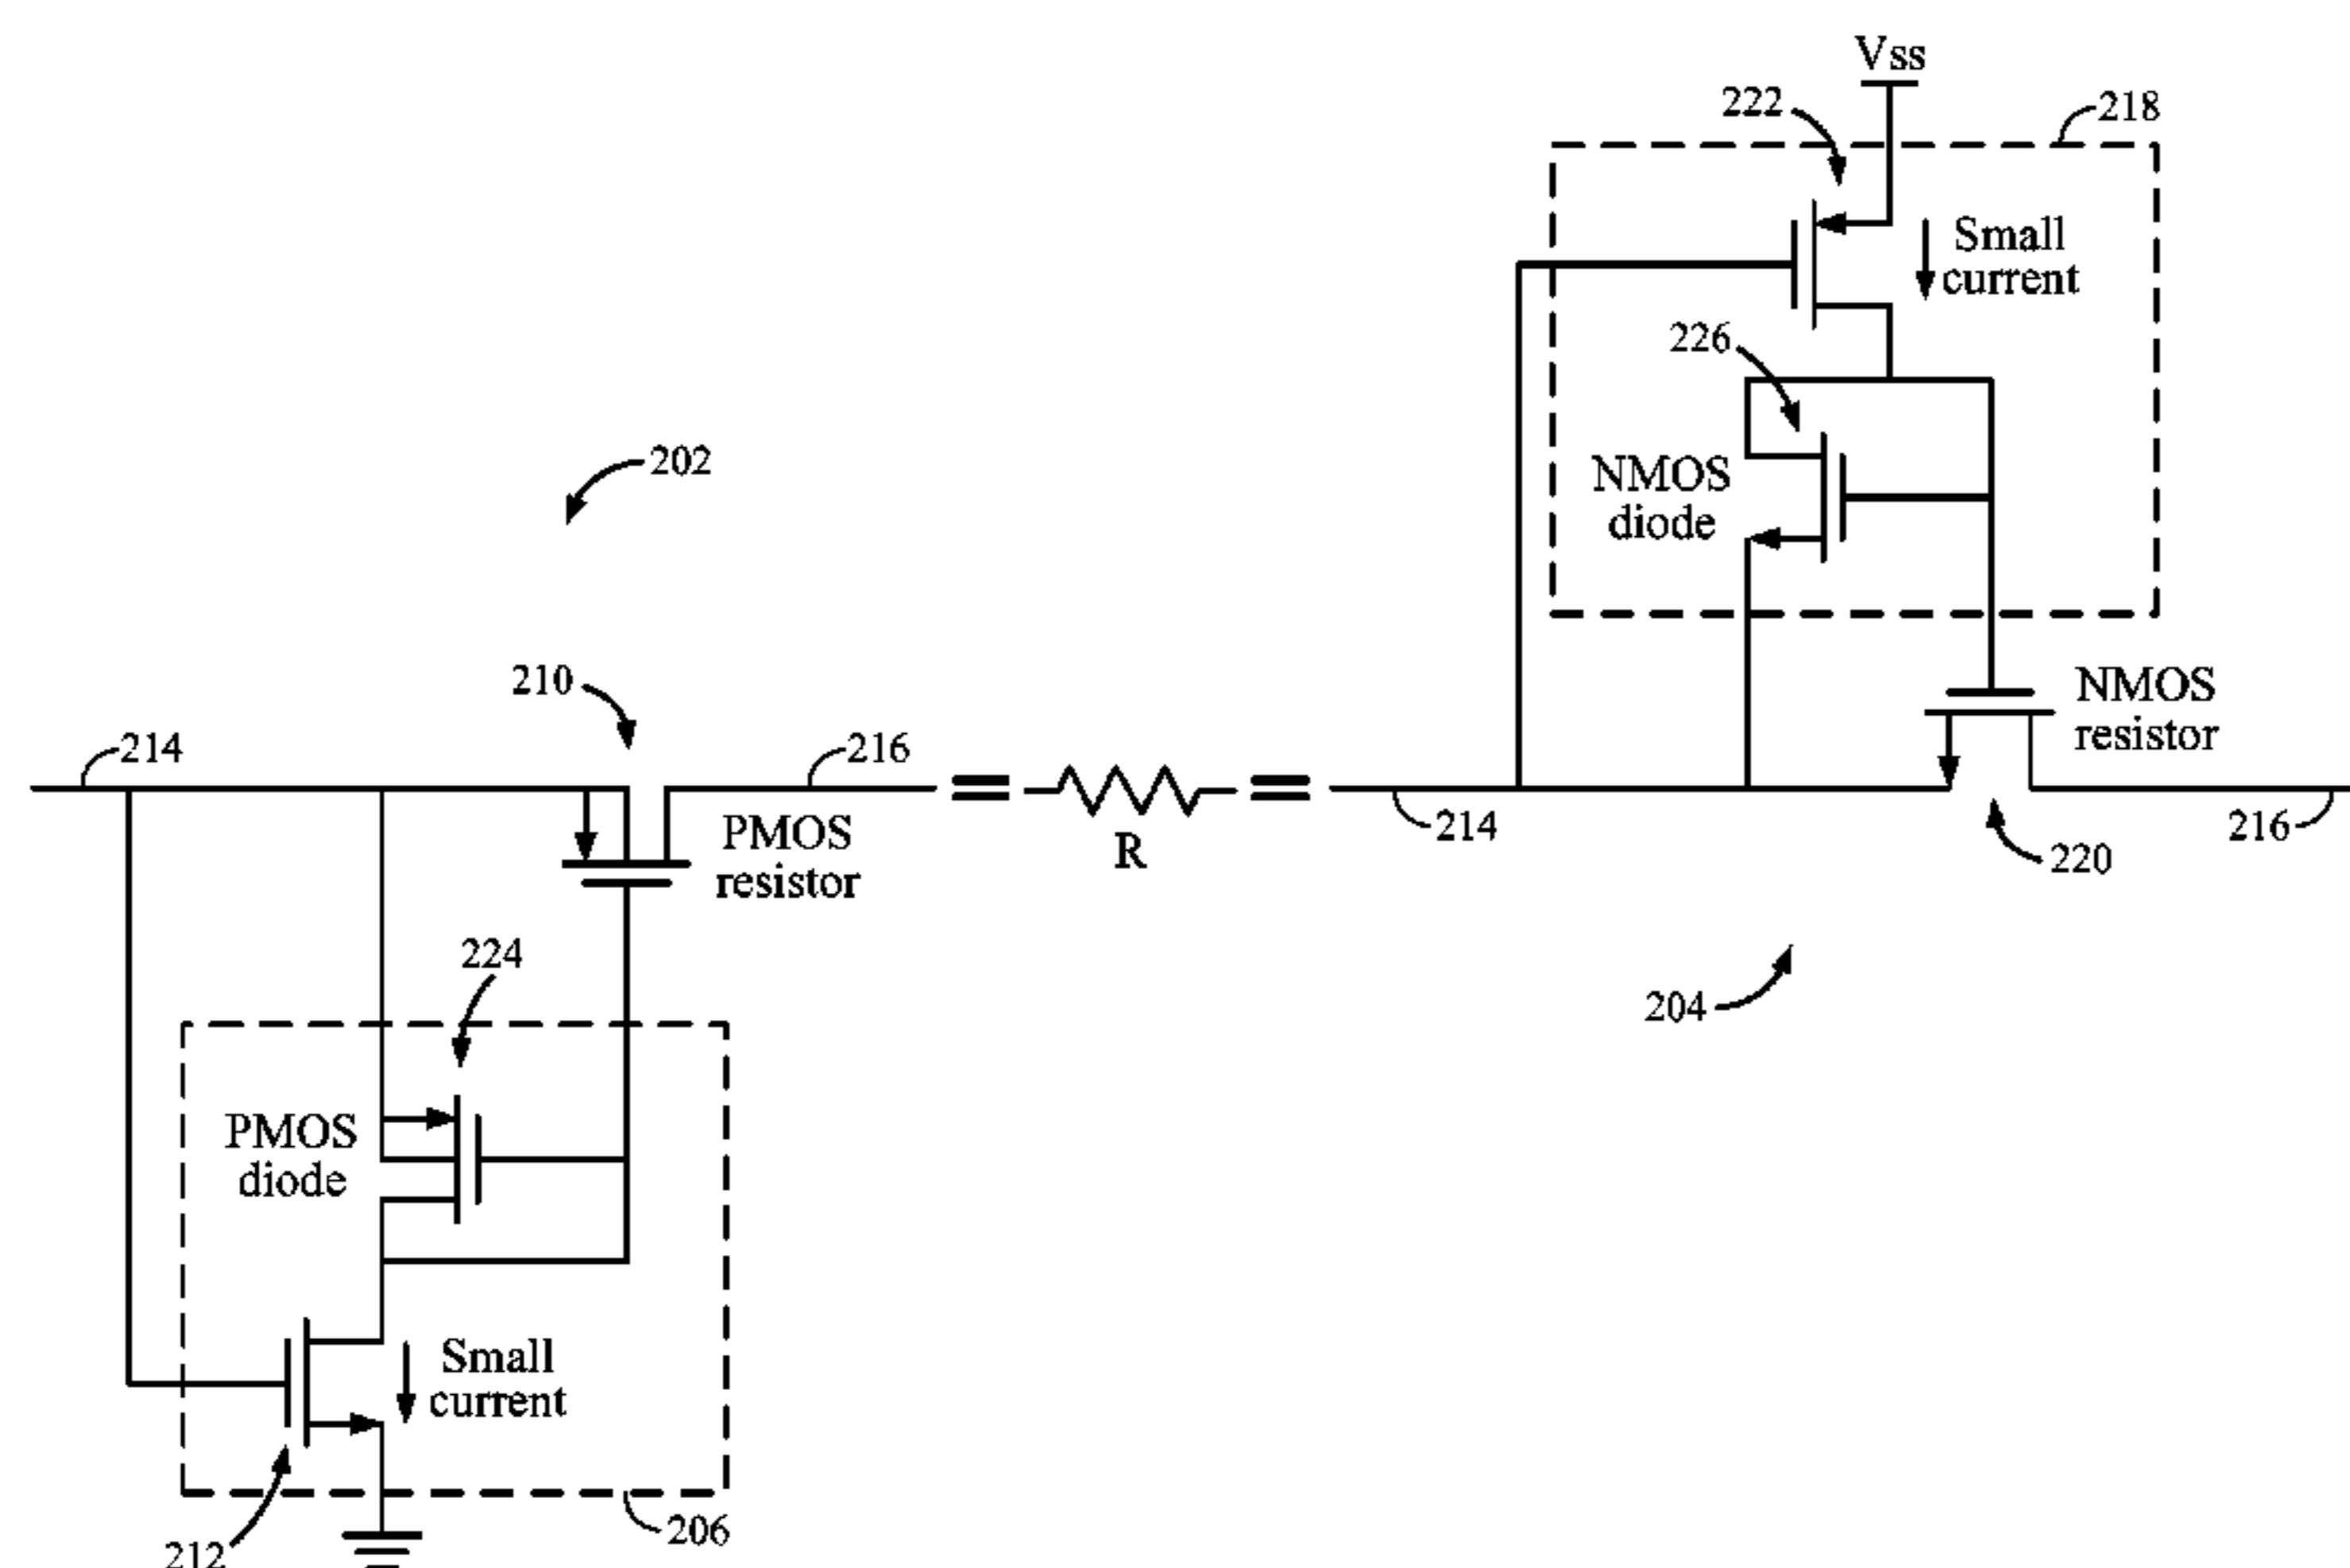 Vss
222
218
Small
current
226
202
NMOS
diode
210
NMOS
resistor
214
216
PMOS
resistor
R
214
216
220
224
204
PMOS
diode
Small
current
206
212